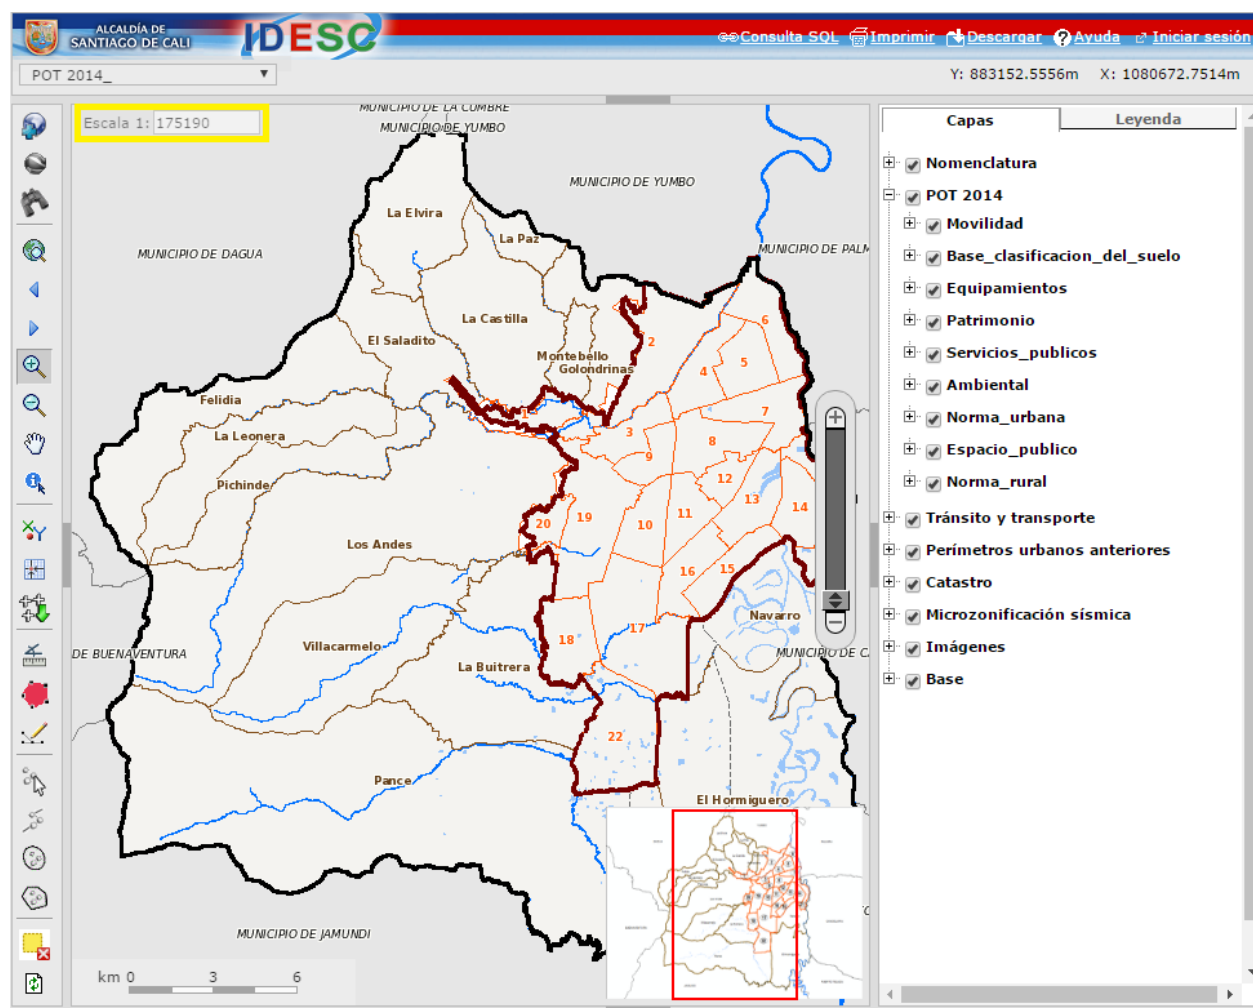 ALCALDÍA DE
SANTIAGO DE CALI
IDESC
Consulta SQL Imprimir Descargar Ayuda Iniciar sesión
POT 2014_
Y: 883152.5556m X: 1080672.7514m
Escala 1: 175190
MUNICIPIO DE LA CUMBRE
MUNICIPIO DE YUMBO
MUNICIPIO DE YUMBO
La Elvira
La Paz
MUNICIPIO DE DAGUA
MUNICIPIO DE PALM
La Castilla
6
El Saladito
2
Montebello
Golondrinas
5
4
Felidia
1
7
La Leonera
3
8
9
Pichinde
12
13
14
20
19
10
11
Los Andes
16
15
Navarro
17
18
Villacarmelo
DE BUENAVENTURA
MUNICIPIO DE C
La Buitrera
22
Pance
El Hormiguero
MUNICIPIO DE JAMUNDI
km 0 3 6
Capas
Leyenda
Nomenclatura
POT 2014
Movilidad
Base_clasificacion_del_suelo
Equipamientos
Patrimonio
Servicios_publicos
Ambiental
Norma_urbana
Espacio_publico
Norma_rural
Tránsito y transporte
Perímetros urbanos anteriores
Catastro
Microzonificación sísmica
Imágenes
Base